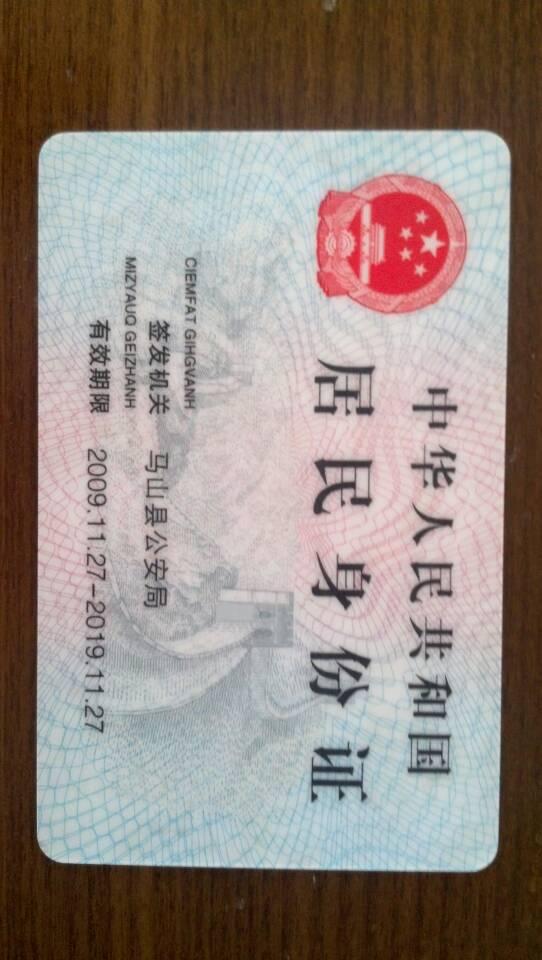 中华人民共和国
居民身份证
CIEMFAT GIHGVANH
签发机关 马山县公安局
MIZYAUQ GEIZHANH
有效期限 2009.11.27-2019.11.27